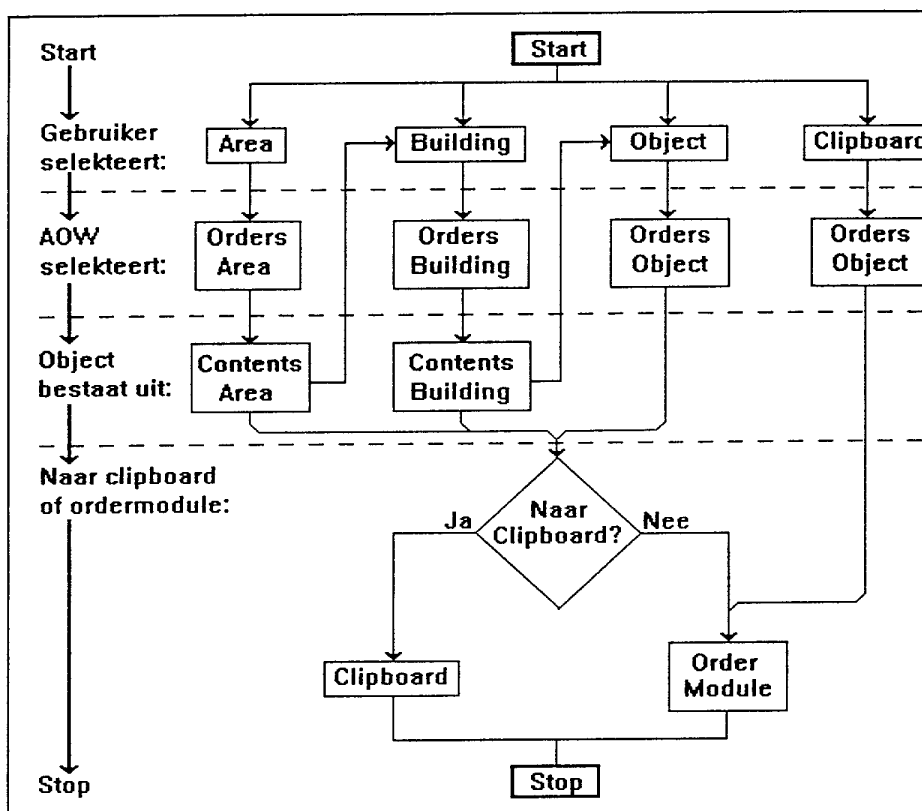 Start
Start
Gebruiker
selekteert:
Area
Building
Object
Clipboard
AOW
selekteert:
Orders
Area
Orders
Building
Orders
Object
Orders
Object
Object
bestaat uit:
Contents
Area
Contents
Building
Naar clipboard
of ordermodule:
Ja
Naar
Clipboard?
Nee
Clipboard
Order
Module
Stop
Stop